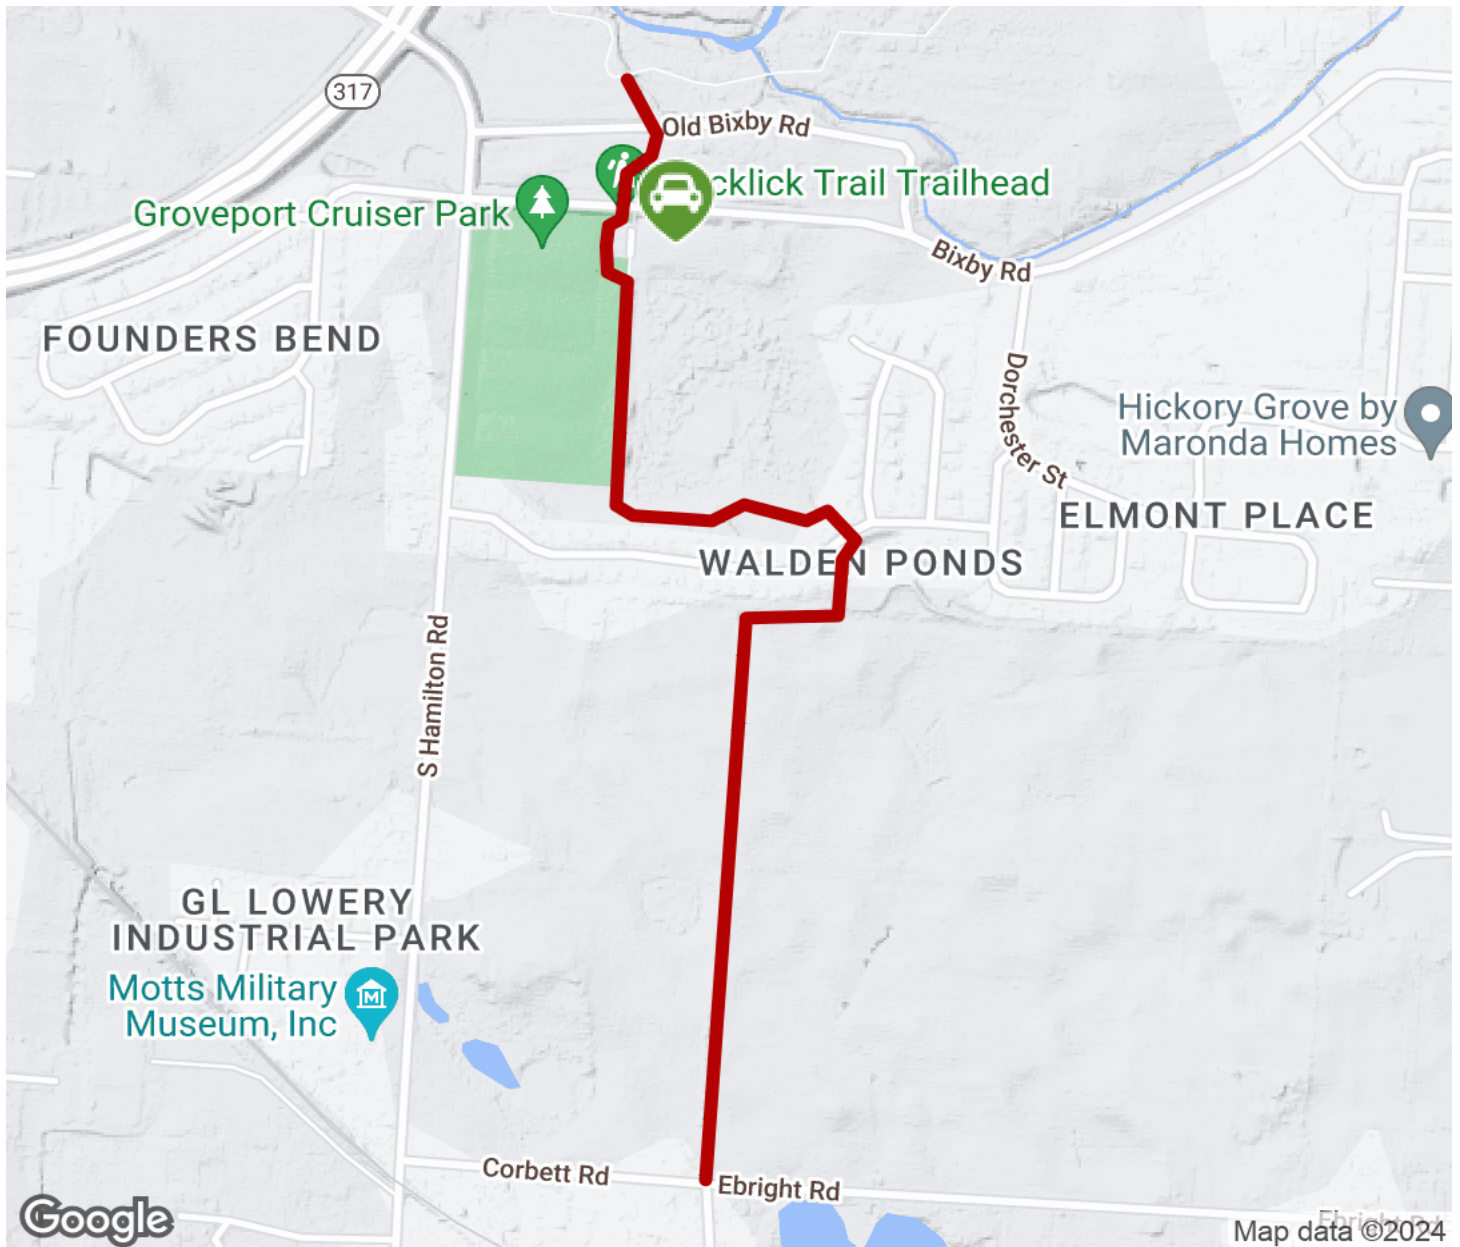 317
Old Bixby Rd
cklick Trail Trailhead
Groveport Cruiser Park
Bixby Rd
FOUNDERS BEND
Dorchester St
Hickory Grove by
Maronda Homes
ELMONT PLACE
WALDEN PONDS
S Hamilton Rd
GL LOWERY
INDUSTRIAL PARK
Motts Military
Museum, Inc
M
Corbett Rd
Ebright Rd
Google
Map data ©2024